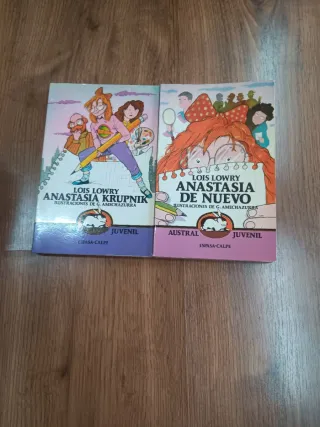 LOIS LOWRY
ANASTASIA KRUPNIK
ILUSTRACIONES DE G. AMECHAZURRA
JUVENIL
ESPASA-CALPE
LOIS LOWRY
ANASTASIA
DE NUEVO
ILUSTRACIONES DE G. AMECHAZURRA
AUSTRAL JUVENIL
ESPASA-CALPE